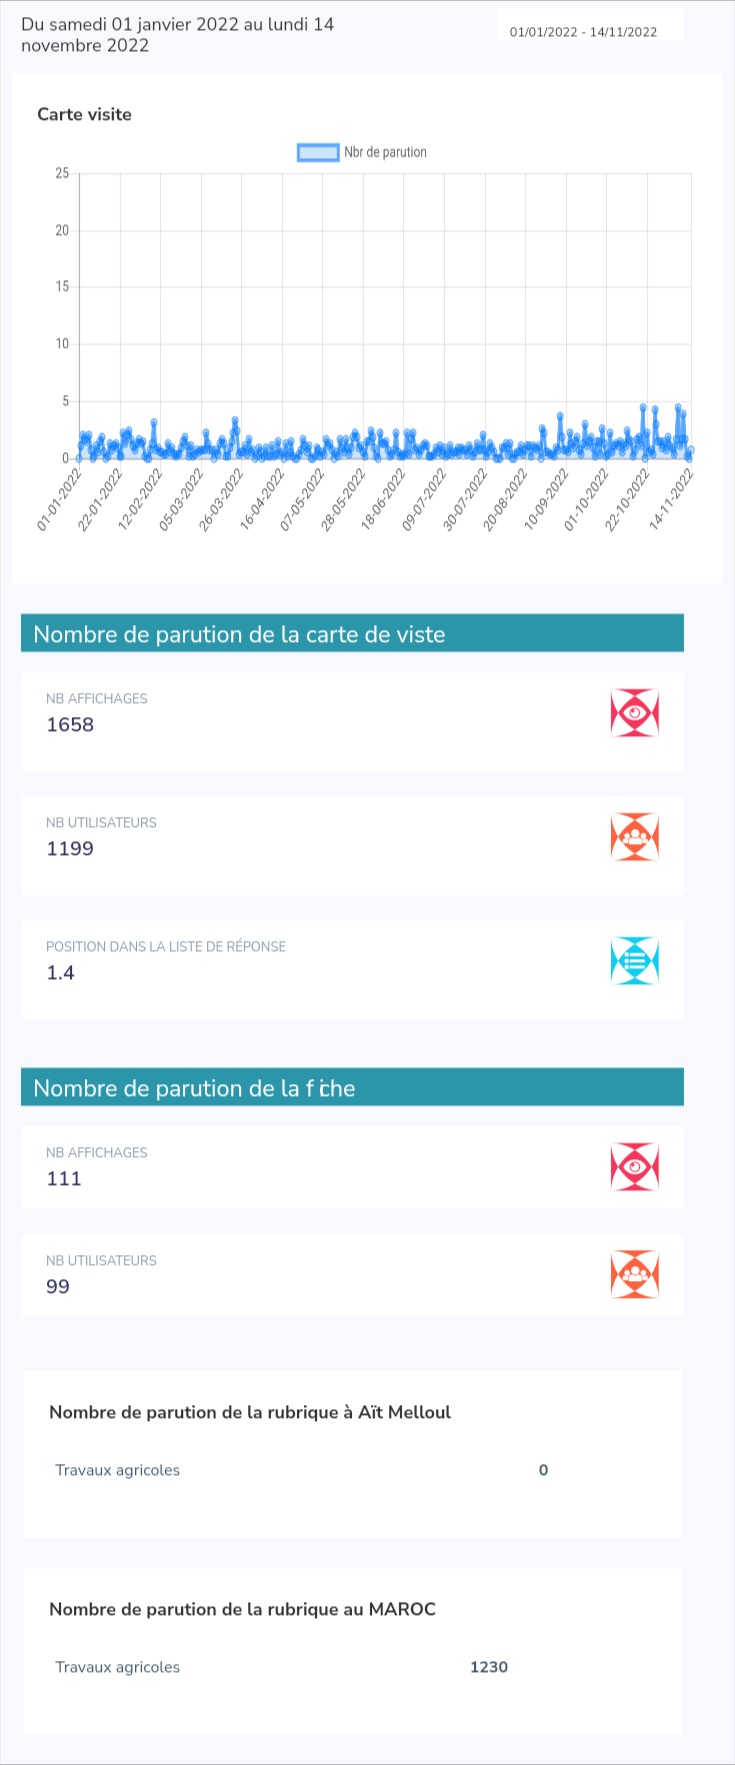 Du samedi 01 janvier 2022 au lundi 14
novembre 2022
01/01/2022 - 14/11/2022
Carte visite
Nbr de parution
25
20
15
10
5
0
01-01-2022
22-01-2022
12-02-2022
05-03-2022
26-03-2022
16-04-2022
07-05-2022
28-05-2022
18-06-2022
09-07-2022
30-07-2022
20-08-2022
10-09-2022
01-10-2022
22-10-2022
14-11-2022
Nombre de parution de la carte de viste
NB AFFICHAGES
1658
NB UTILISATEURS
1199
POSITION DANS LA LISTE DE RÉPONSE
1.4
Nombre de parution de la fiche
NB AFFICHAGES
111
NB UTILISATEURS
99
Nombre de parution de la rubrique à Aït Melloul
Travaux agricoles 0
Nombre de parution de la rubrique au MAROC
Travaux agricoles 1230